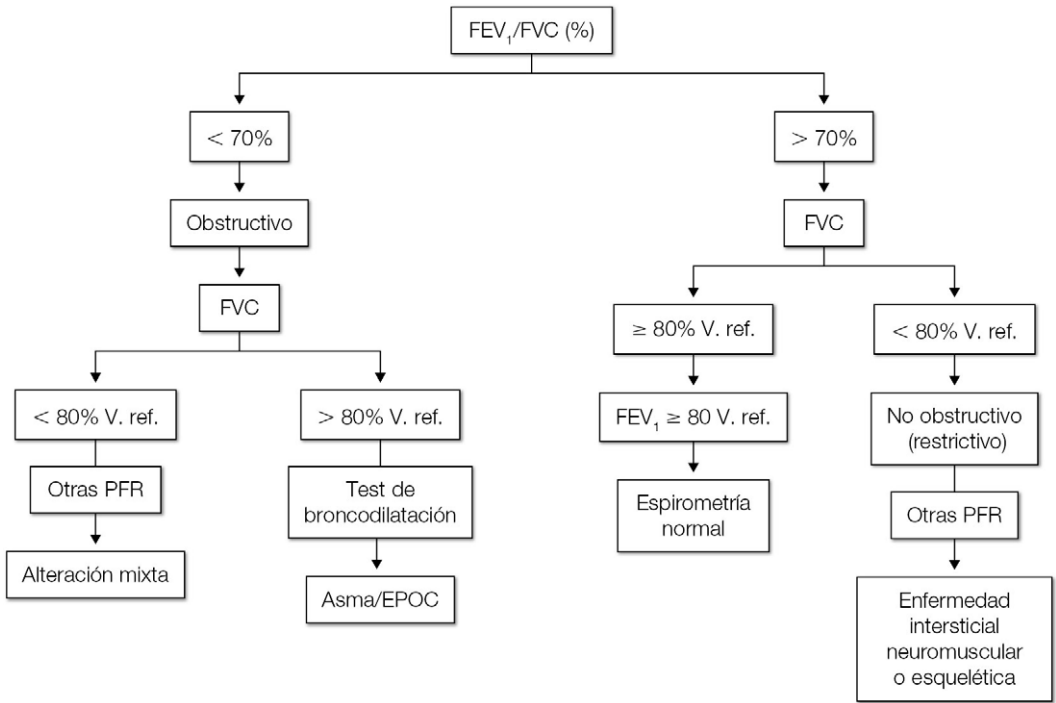 FEV₁/FVC (%)
< 70%
> 70%
Obstructivo
FVC
FVC
≥ 80% V. ref.
< 80% V. ref.
< 80% V. ref.
> 80% V. ref.
FEV₁ ≥ 80 V. ref.
No obstructivo
(restrictivo)
Otras PFR
Test de
broncodilatación
Espirometría
normal
Otras PFR
Alteración mixta
Asma/EPOC
Enfermedad
intersticial
neuromuscular
o esquelética